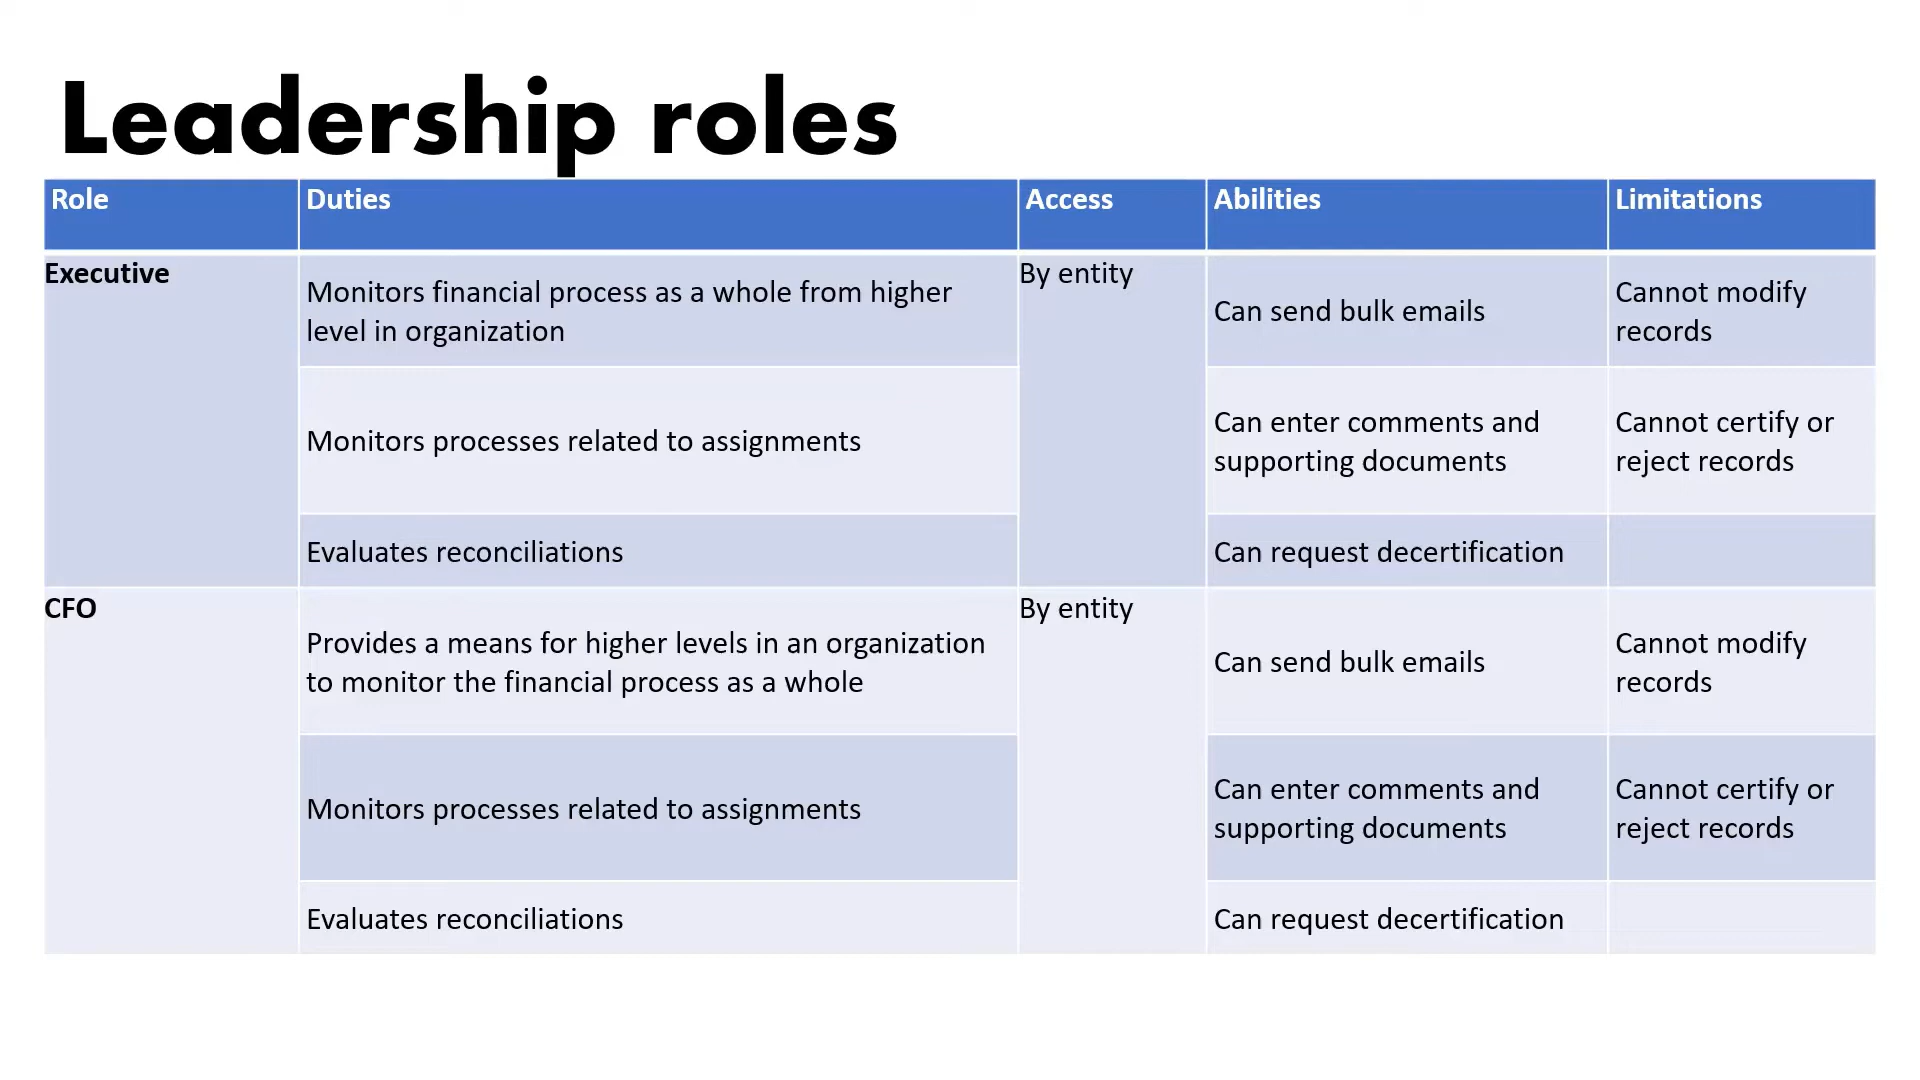 Leadership roles
Role Duties Access Abilities Limitations
Executive
Monitors financial process as a whole from higher
level in organization
By entity
Can send bulk emails
Cannot modify
records
Monitors processes related to assignments
Can enter comments and
supporting documents
Cannot certify or
reject records
Evaluates reconciliations
Can request decertification
CFO
Provides a means for higher levels in an organization
to monitor the financial process as a whole
By entity
Can send bulk emails
Cannot modify
records
Monitors processes related to assignments
Can enter comments and
supporting documents
Cannot certify or
reject records
Evaluates reconciliations
Can request decertification